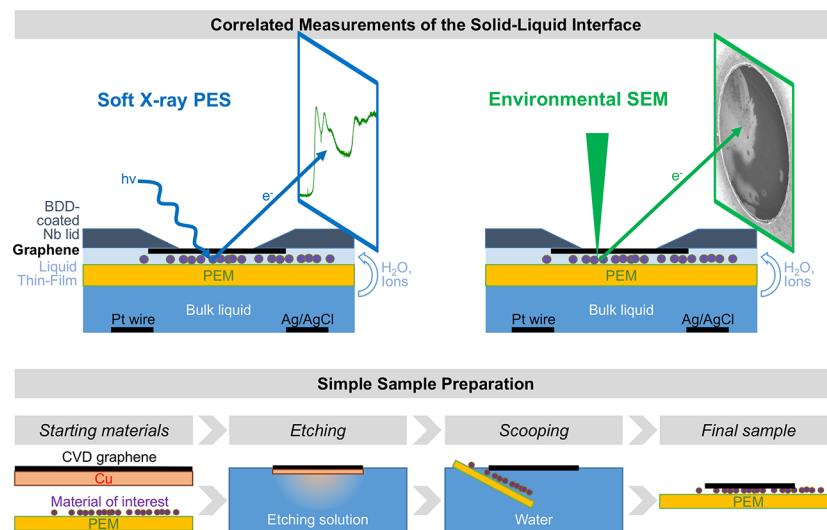 Correlated Measurements of the Solid-Liquid Interface
Soft X-ray PES
hν
e-
BDD-
coated
Nb lid
Graphene
Liquid
Thin-Film
PEM
H2O,
Ions
Bulk liquid
Pt wire
Ag/AgCl
Environmental SEM
e-
PEM
H2O,
Ions
Bulk liquid
Pt wire
Ag/AgCl
Simple Sample Preparation
Starting materials
Etching
Scooping
Final sample
CVD graphene
Cu
Material of interest
PEM
Etching solution
Water
PEM